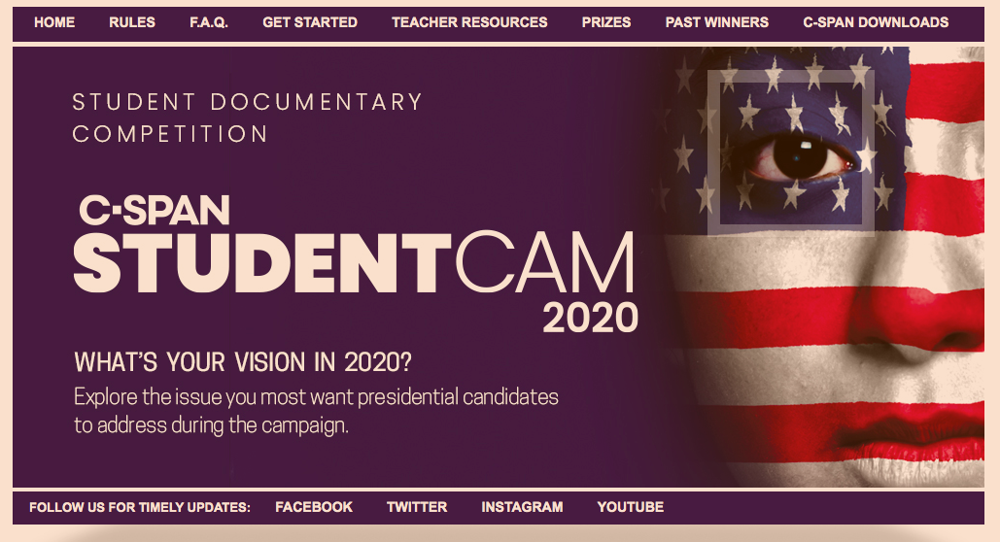 HOME RULES F.A.Q. GET STARTED TEACHER RESOURCES PRIZES PAST WINNERS C-SPAN DOWNLOADS
STUDENT DOCUMENTARY
COMPETITION
C·SPAN
STUDENTCAM
2020
WHAT'S YOUR VISION IN 2020?
Explore the issue you most want presidential candidates
to address during the campaign.
FOLLOW US FOR TIMELY UPDATES: FACEBOOK TWITTER INSTAGRAM YOUTUBE